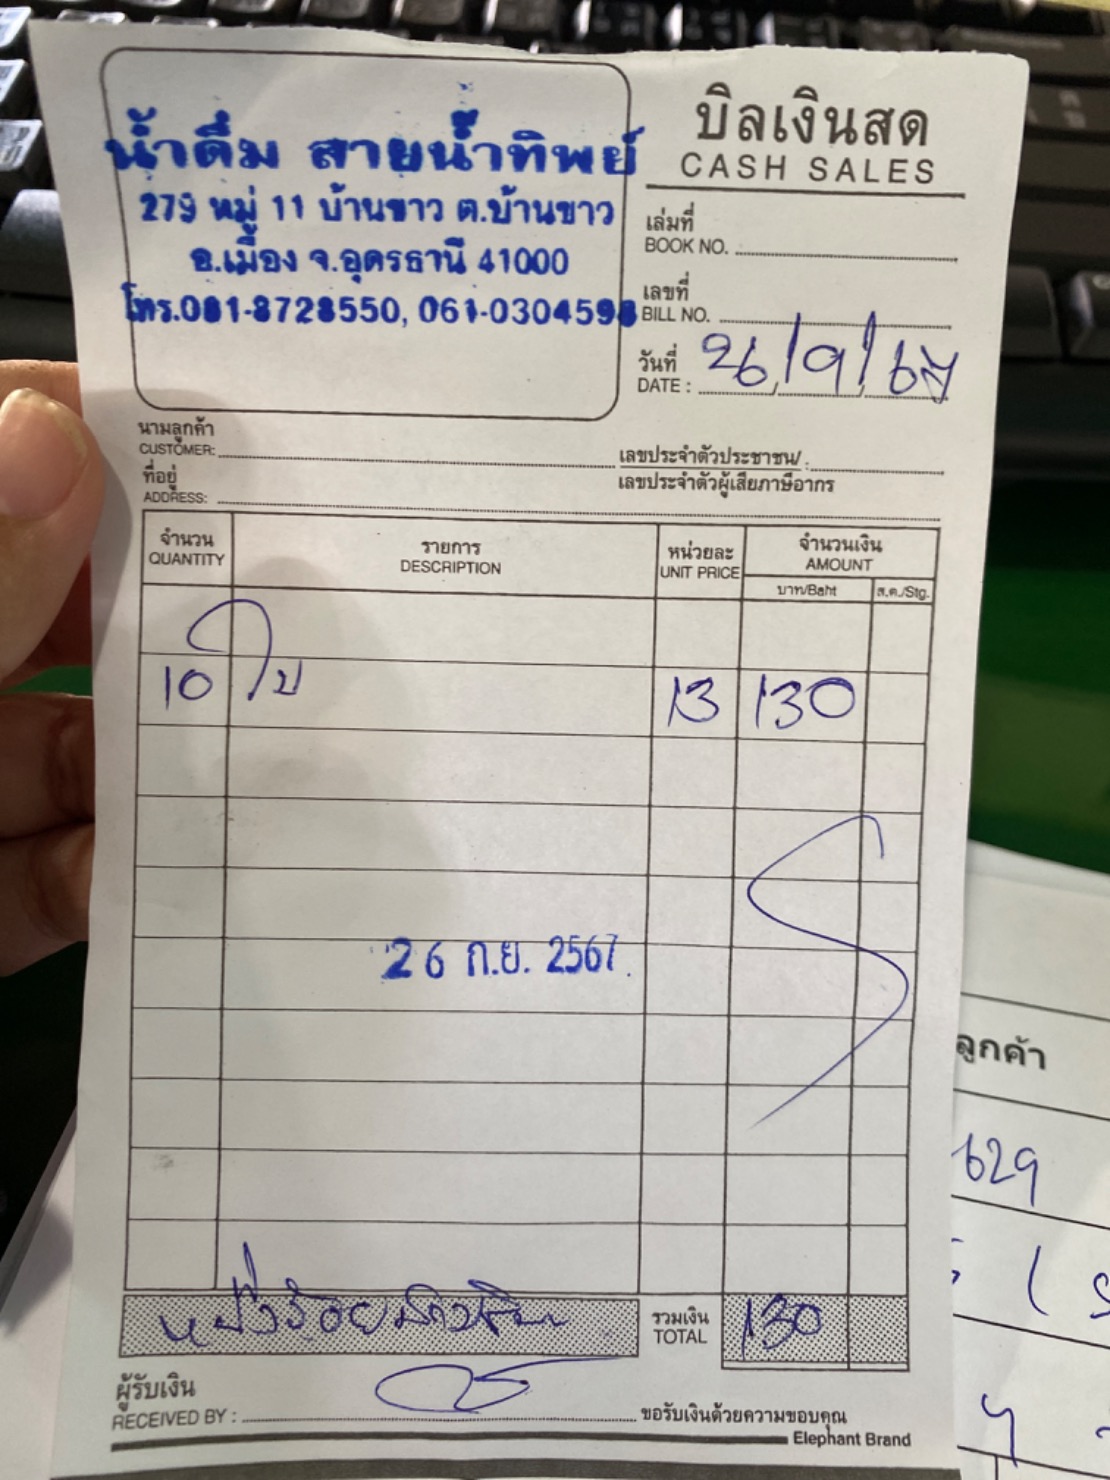 น้ำดื่ม สายน้ำทิพย์
279 หมู่ 11 บ้านขาว ต.บ้านขาว
อ.เมือง จ.อุดรธานี 41000
โทร.081-8728550, 061-0304598
บิลเงินสด
CASH SALES
เล่มที่
BOOK NO.
เลขที่
BILL NO.
วันที่
DATE : 26/9/67
นามลูกค้า
CUSTOMER:
เลขประจำตัวประชาชน/ :
เลขประจำตัวผู้เสียภาษีอากร
ที่อยู่
ADDRESS:
จำนวน รายการ หน่วยละ จำนวนเงิน
QUANTITY DESCRIPTION UNIT PRICE AMOUNT
บาท/Baht ส.ต./Stg.
10 ใบ 13 130
26 ก.ย. 2567
หนึ่งร้อยสามสิบ
รวมเงิน
TOTAL 130
ผู้รับเงิน
RECEIVED BY :
ขอรับเงินด้วยความขอบคุณ
Elephant Brand
ลูกค้า
629